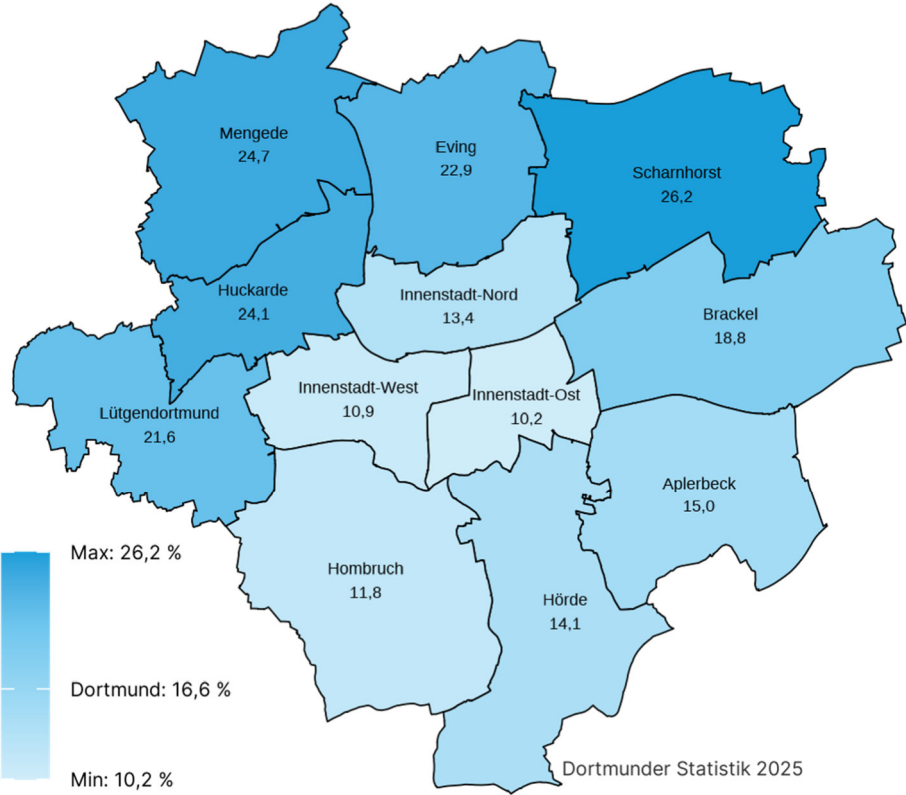 Mengede
24,7
Eving
22,9
Scharnhorst
26,2
Huckarde
24,1
Innenstadt-Nord
13,4
Brackel
18,8
Innenstadt-West
10,9
Innenstadt-Ost
10,2
Lütgendortmund
21,6
Aplerbeck
15,0
Hombruch
11,8
Hörde
14,1
Max: 26,2 %
Dortmund: 16,6 %
Min: 10,2 %
Dortmunder Statistik 2025